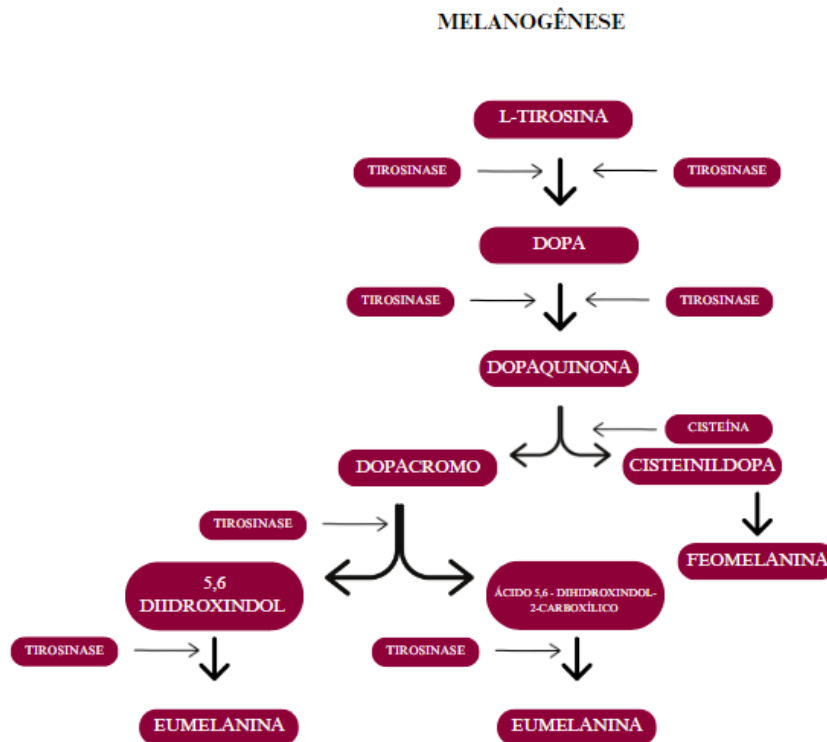 MELANOGÊNESE
L-TIROSINA
TIROSINASE
TIROSINASE
DOPA
TIROSINASE
TIROSINASE
DOPAQUINONA
CISTEÍNA
DOPACROMO
CISTEINILDOPA
TIROSINASE
FEOMELANINA
5,6
DIIDROXINDOL
ÁCIDO 5,6 - DIHIDROXINDOL-
2-CARBOXÍLICO
TIROSINASE
TIROSINASE
EUMELANINA
EUMELANINA